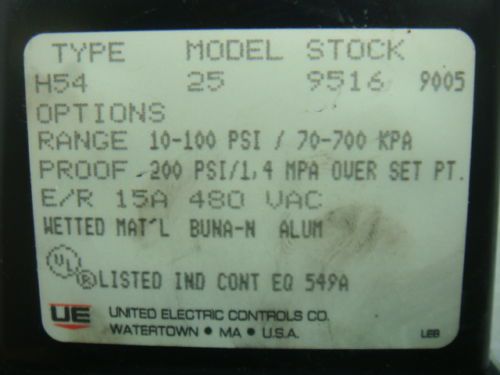 TYPE MODEL STOCK
H54 25 9516 9005
OPTIONS
RANGE 10-100 PSI / 70-700 KPA
PROOF 200 PSI/1.4 MPA OVER SET PT.
E/R 15A 480 VAC
WETTED MAT'L BUNA-N ALUM
UL ® LISTED IND CONT EQ 549A
UE UNITED ELECTRIC CONTROLS CO.
WATERTOWN • MA • U.S.A.